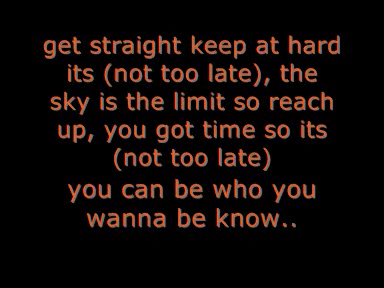 get straight keep at hard
its (not too late), the
sky is the limit so reach
up, you got time so its
(not too late)
you can be who you
wanna be know..